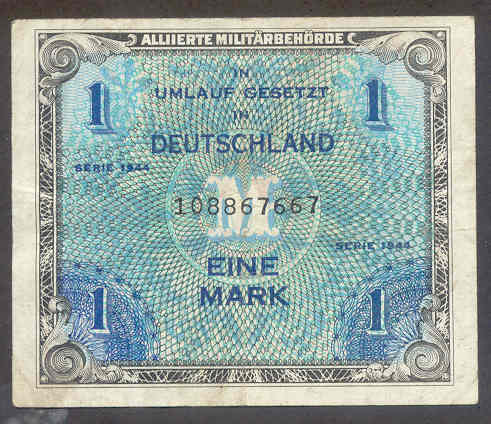 ALLIIERTE MILITÄRBEHÖRDE
IN
1 UMLAUF GESETZT 1
IN
DEUTSCHLAND
SERIE 1944
M
108867667
SERIE 1944
EINE
MARK
1 1